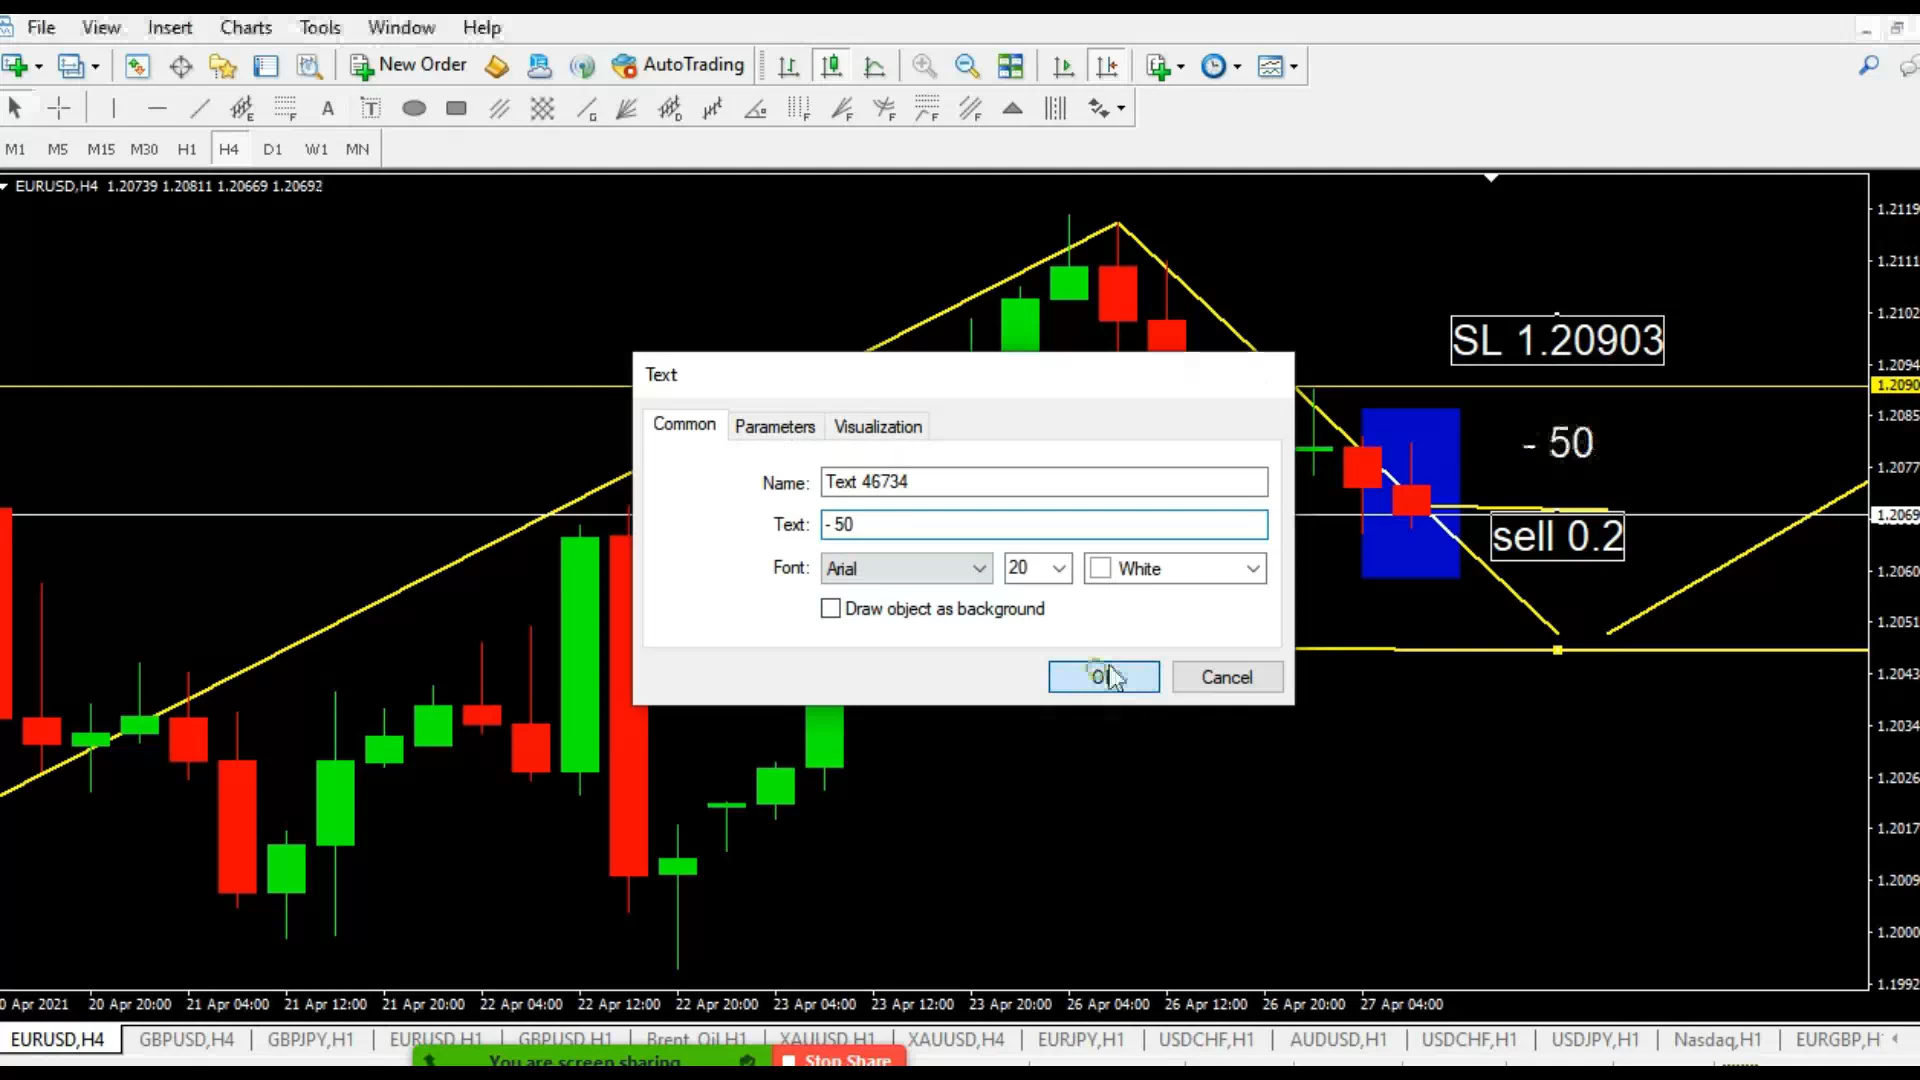 File View Insert Charts Tools Window Help
New Order AutoTrading
A T
M1 M5 M15 M30 H1 H4 D1 W1 MN
EURUSD,H4 1.20739 1.20811 1.20669 1.20692
1.2119
1.2111
1.2102
SL 1.20903
1.2094
1.2090
1.2085
- 50
1.2077
1.2069
sell 0.2
1.2060
1.2051
1.2043
1.2034
1.2026
1.2017
1.2009
1.2000
1.1992
Text
Common Parameters Visualization
Name: Text 46734
Text: - 50
Font: Arial 20 White
Draw object as background
Cancel
0 Apr 2021 20 Apr 20:00 21 Apr 04:00 21 Apr 12:00 21 Apr 20:00 22 Apr 04:00 22 Apr 12:00 22 Apr 20:00 23 Apr 04:00 23 Apr 12:00 23 Apr 20:00 26 Apr 04:00 26 Apr 12:00 26 Apr 20:00 27 Apr 04:00
EURUSD,H4 GBPUSD,H4 GBPJPY,H1 EURUSD,H1 GBPUSD,H1 Brent_Oil,H1 XAUUSD,H1 XAUUSD,H4 EURJPY,H1 USDCHF,H1 AUDUSD,H1 USDCHF,H1 USDJPY,H1 Nasdaq,H1 EURGBP,H
You are screen sharing Stop Share